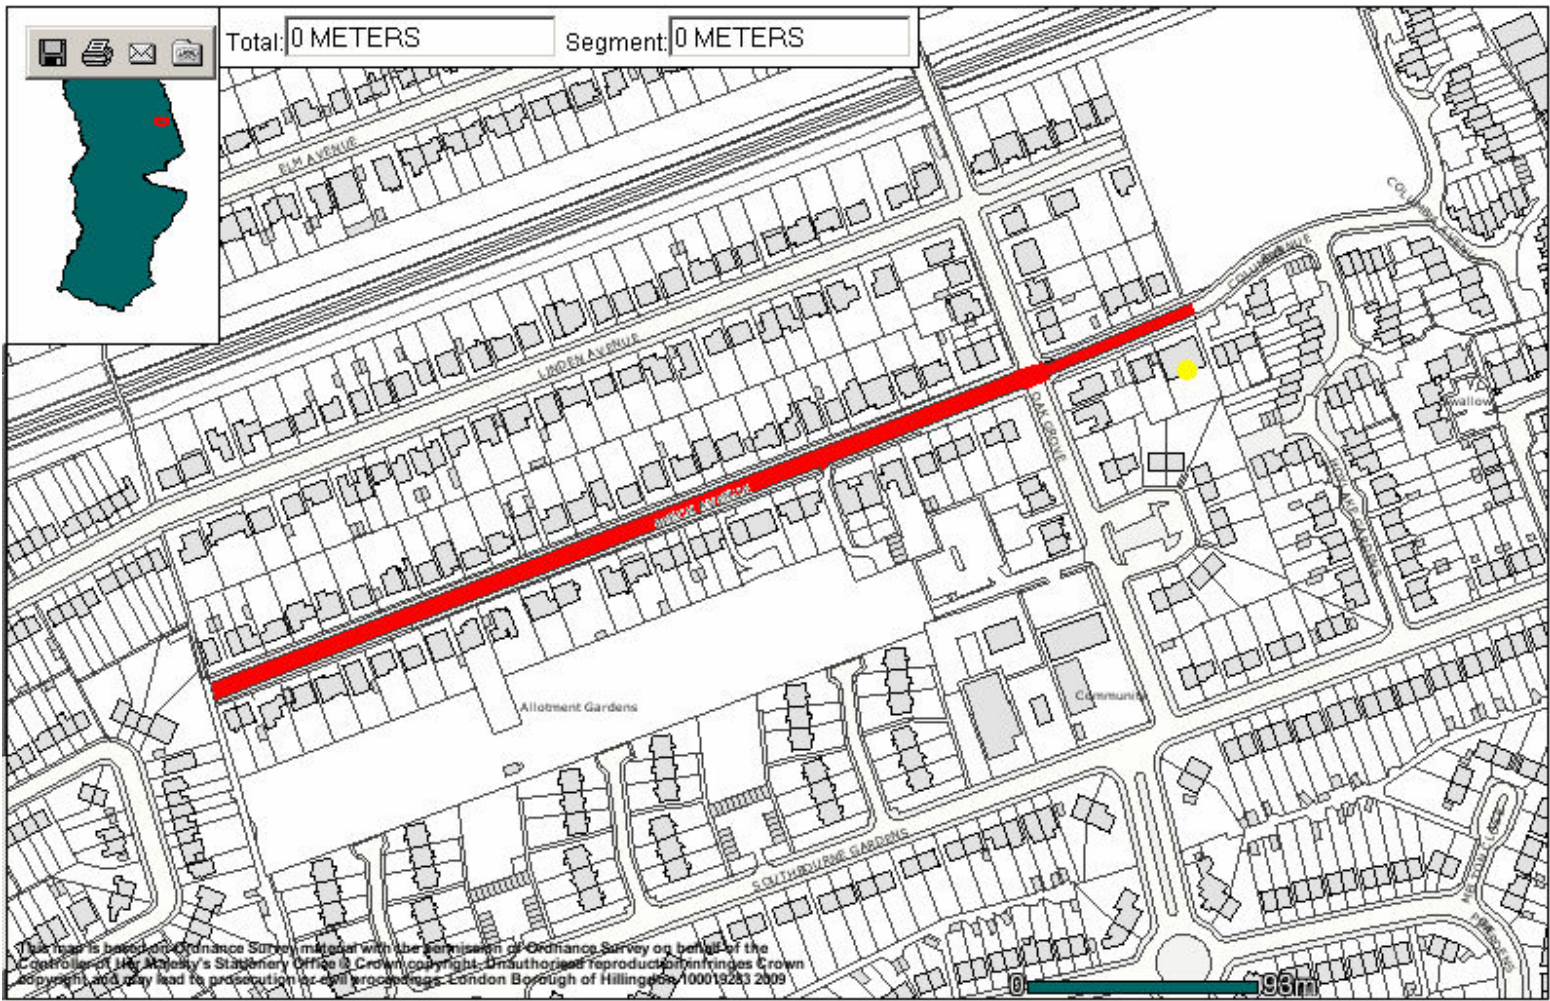 Total: 0 METERS Segment: 0 METERS
ELM AVENUE
LINDEN AVENUE
COLUMBIA AVENUE
OAK GROVE
Swallow
Allotment Gardens
Community
SOUTHBOURNE GARDENS
This map is based on Ordnance Survey material with the permission of Ordnance Survey on behalf of the
Controller of Her Majesty's Stationery Office © Crown copyright. Unauthorised reproduction infringes Crown
copyright and may lead to prosecution or civil proceedings. London Borough of Hillingdon 100019283 2009
0 93m